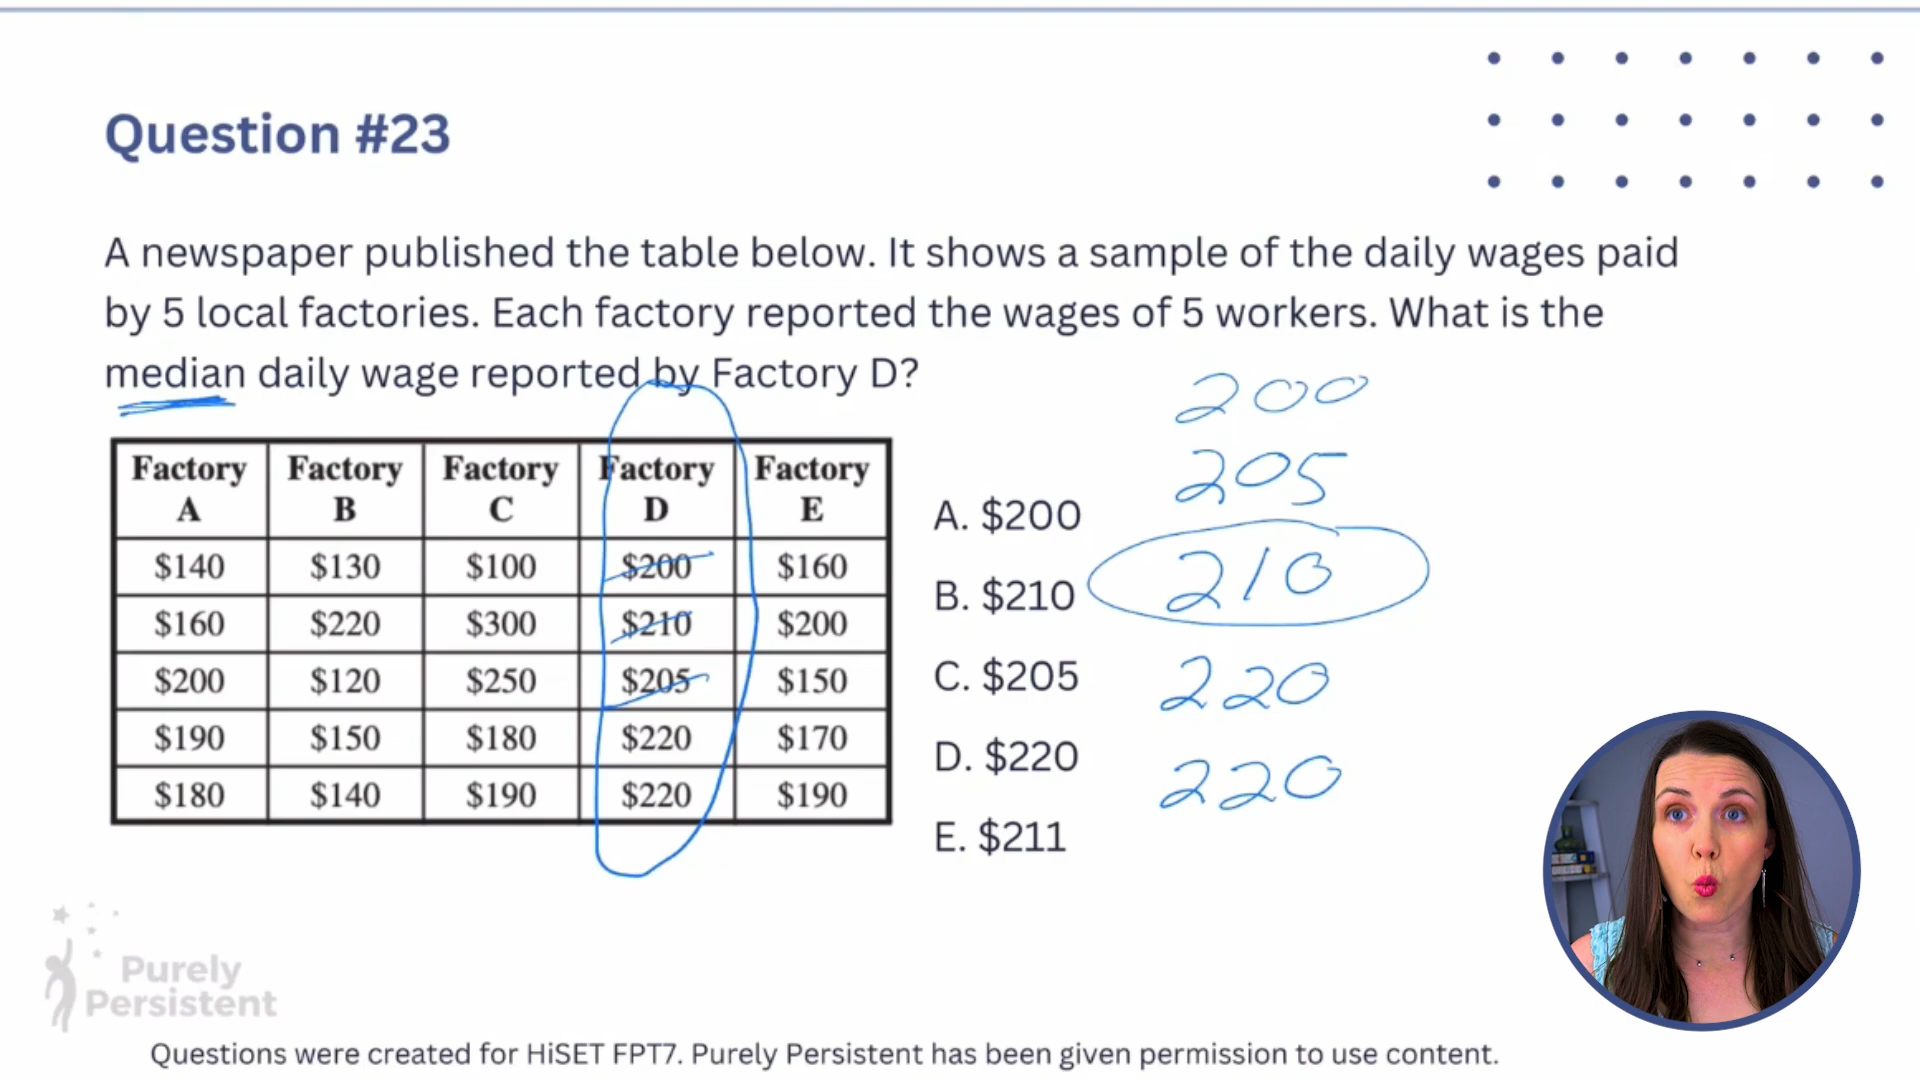 Question #23
A newspaper published the table below. It shows a sample of the daily wages paid
by 5 local factories. Each factory reported the wages of 5 workers. What is the
median daily wage reported by Factory D?
Factory A Factory B Factory C Factory D Factory E
$140 $130 $100 $200 $160
$160 $220 $300 $210 $200
$200 $120 $250 $205 $150
$190 $150 $180 $220 $170
$180 $140 $190 $220 $190
A. $200
B. $210
C. $205
D. $220
E. $211
200
205
210
220
220
Purely
Persistent
Questions were created for HiSET FPT7. Purely Persistent has been given permission to use content.